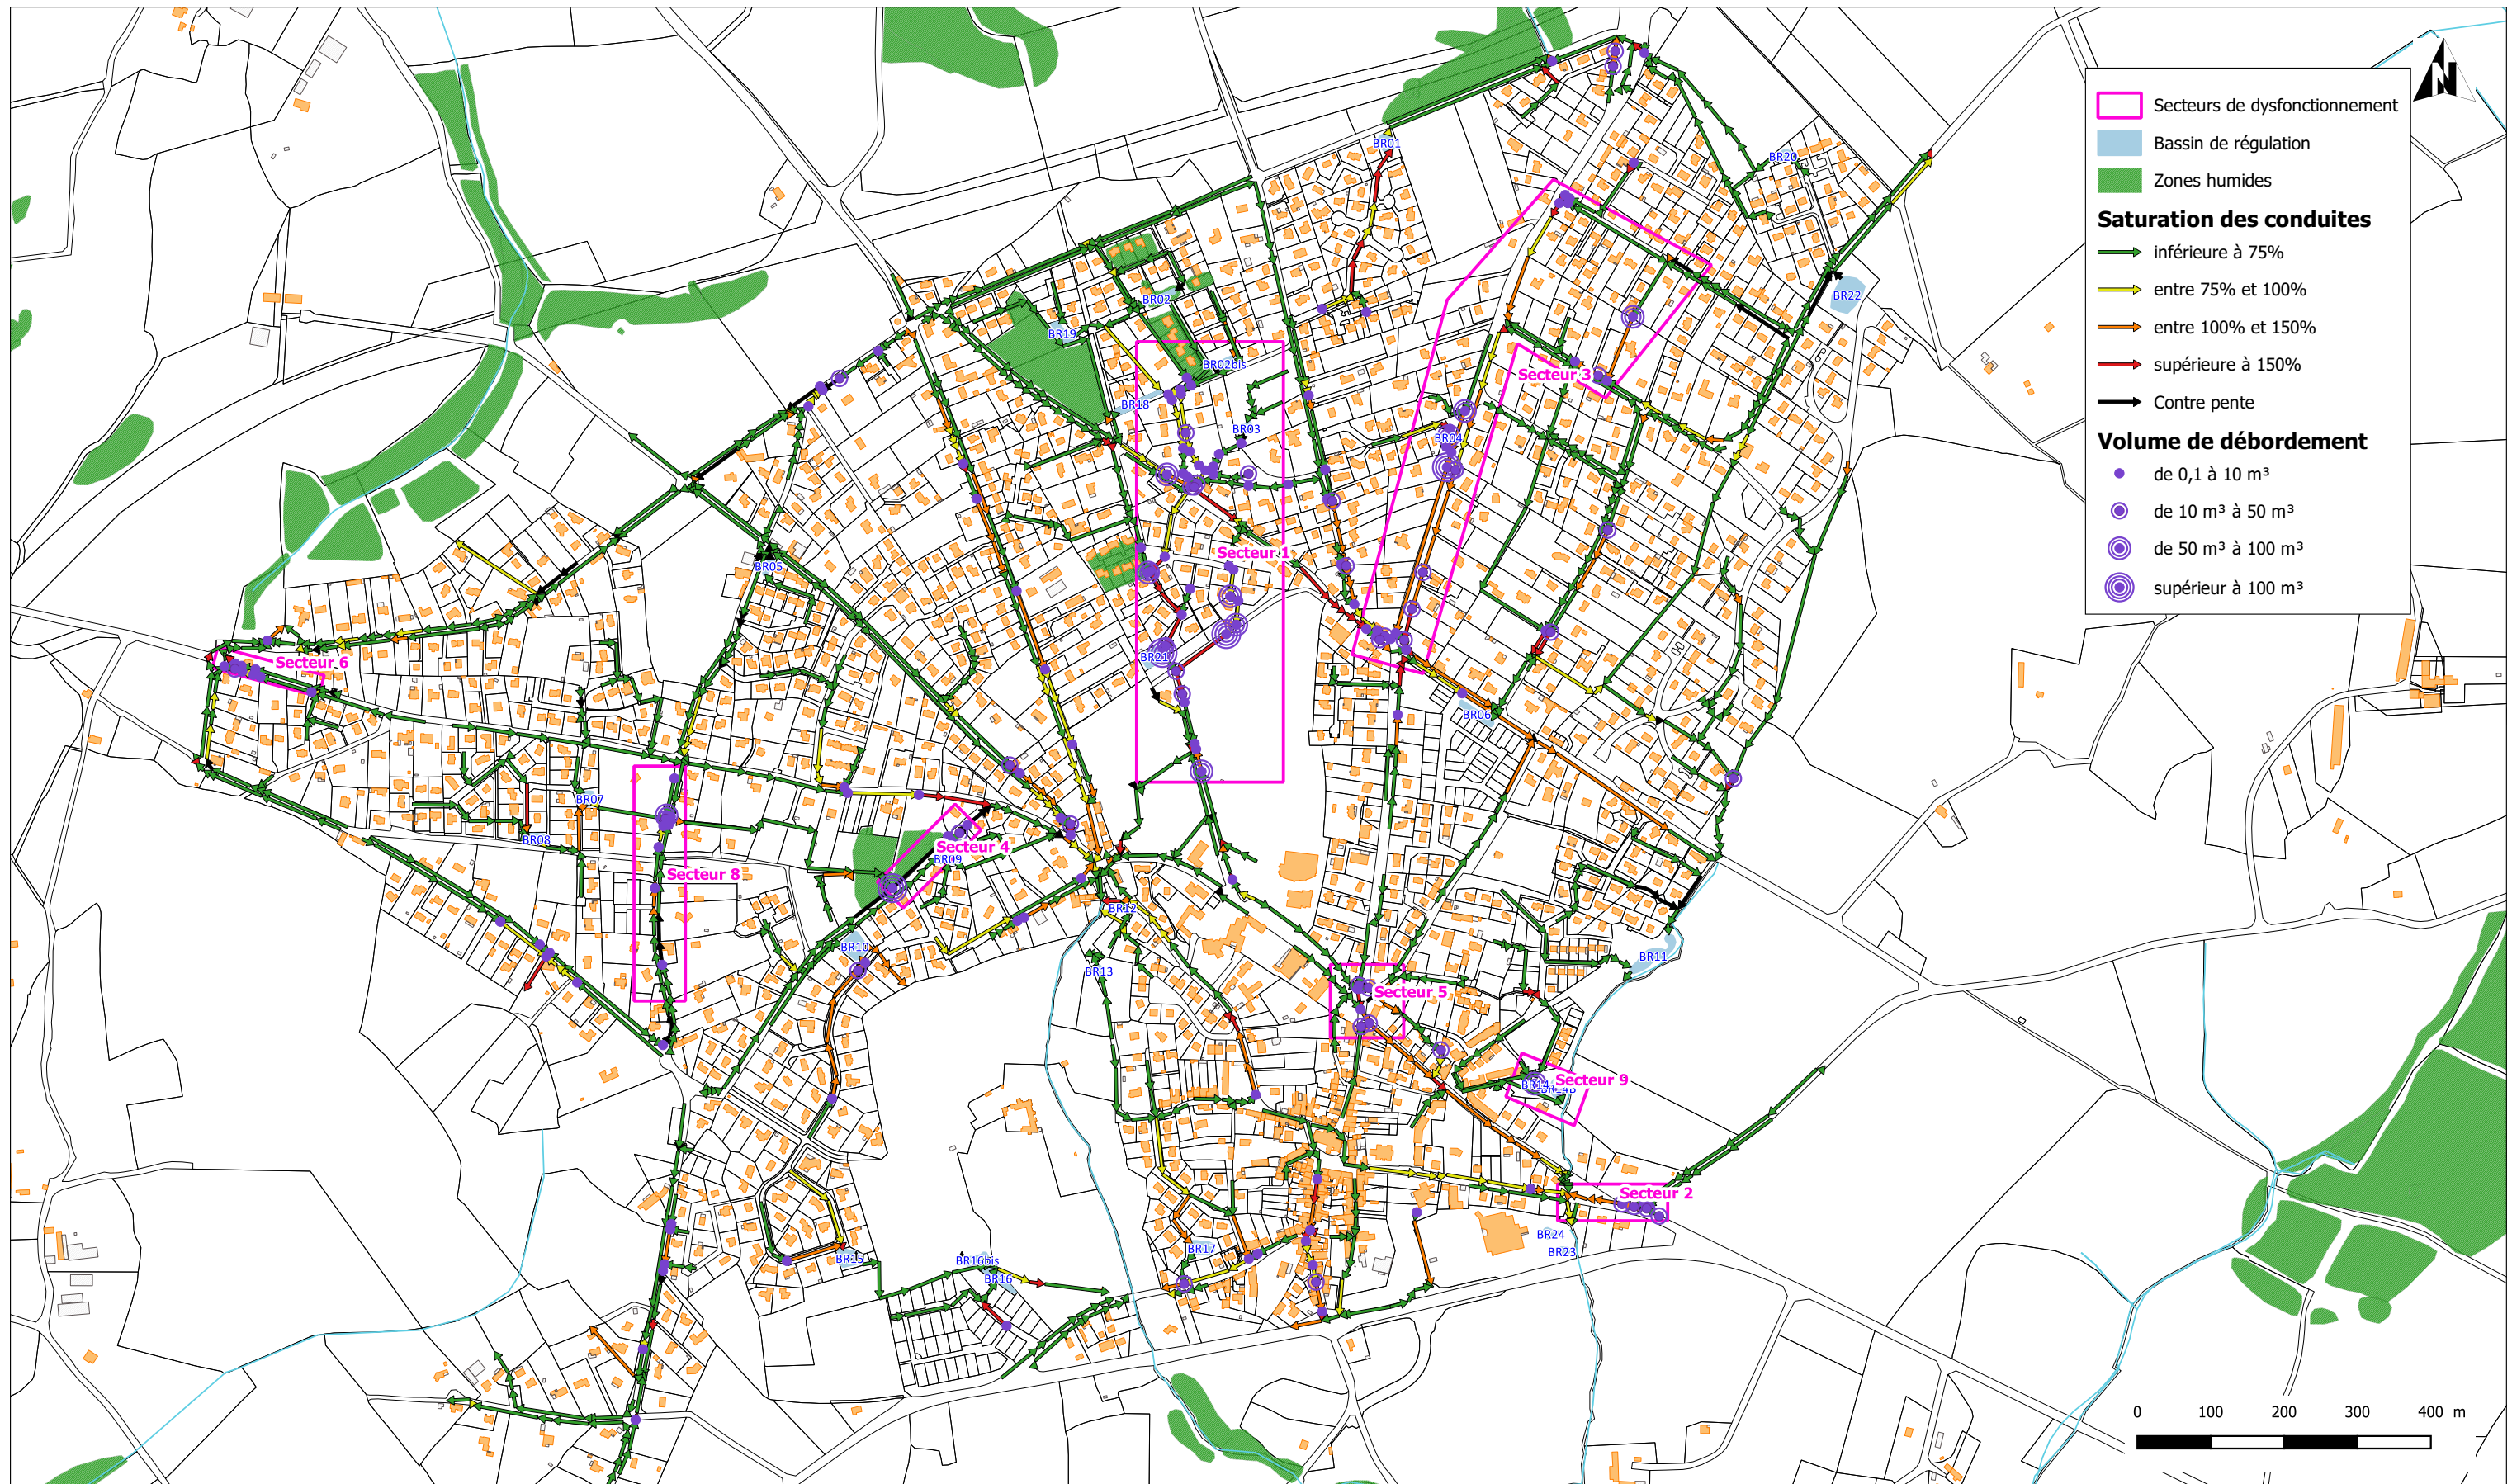 N
Secteurs de dysfonctionnement
Bassin de régulation
Zones humides
Saturation des conduites
inférieure à 75%
entre 75% et 100%
entre 100% et 150%
supérieure à 150%
Contre pente
Volume de débordement
de 0,1 à 10 m³
de 10 m³ à 50 m³
de 50 m³ à 100 m³
supérieur à 100 m³
BR01
BR20
BR22
BR02
BR19
BR02bis
Secteur 3
BR18
BR03
BR04
Secteur 1
BR05
BR21
Secteur 6
BR06
BR07
BR08
Secteur 4
BR09
Secteur 8
BR12
BR10
BR11
BR13
Secteur 5
Secteur 9
BR14
BR14B
Secteur 2
BR24
BR23
BR17
BR15
BR16bis
BR16
0 100 200 300 400 m